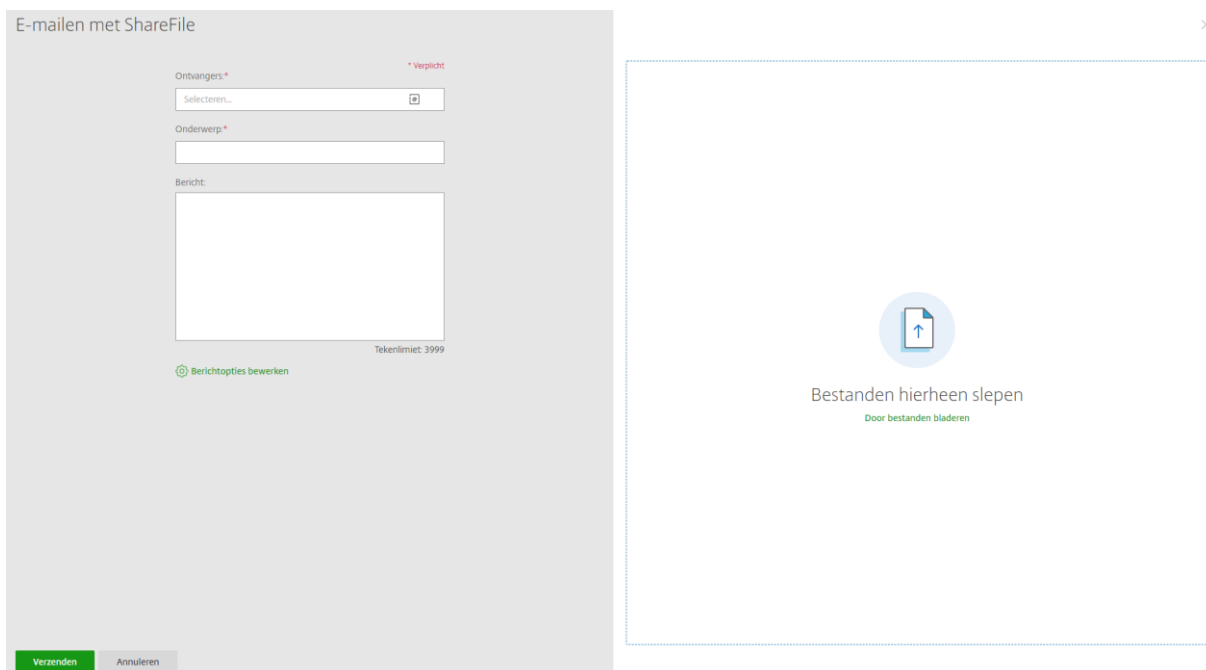 E-mailen met ShareFile
* Verplicht
Ontvangers:*
Selecteren...
Onderwerp:*
Bericht:
Tekenlimiet: 3999
Berichtopties bewerken
Verzenden
Annuleren
Bestanden hierheen slepen
Door bestanden bladeren